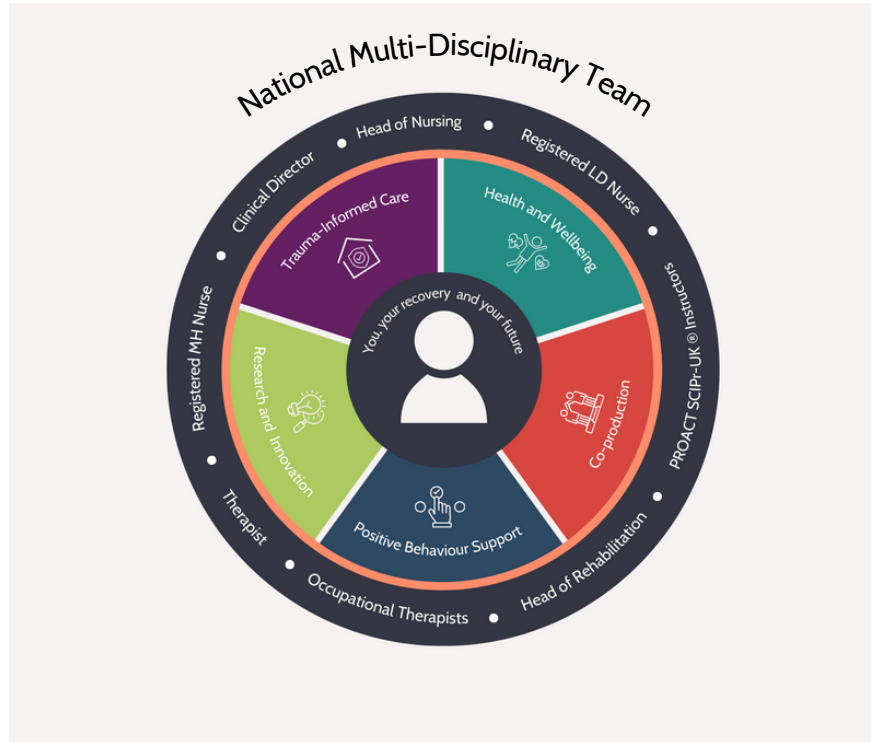 National Multi-Disciplinary Team
Head of Nursing
Registered LD Nurse
PROACT SCIPr-UK ® Instructors
Head of Rehabilitation
Occupational Therapists
Therapist
Registered MH Nurse
Clinical Director
Trauma-Informed Care
Health and Wellbeing
Co-production
Positive Behaviour Support
Research and Innovation
You, your recovery and your future